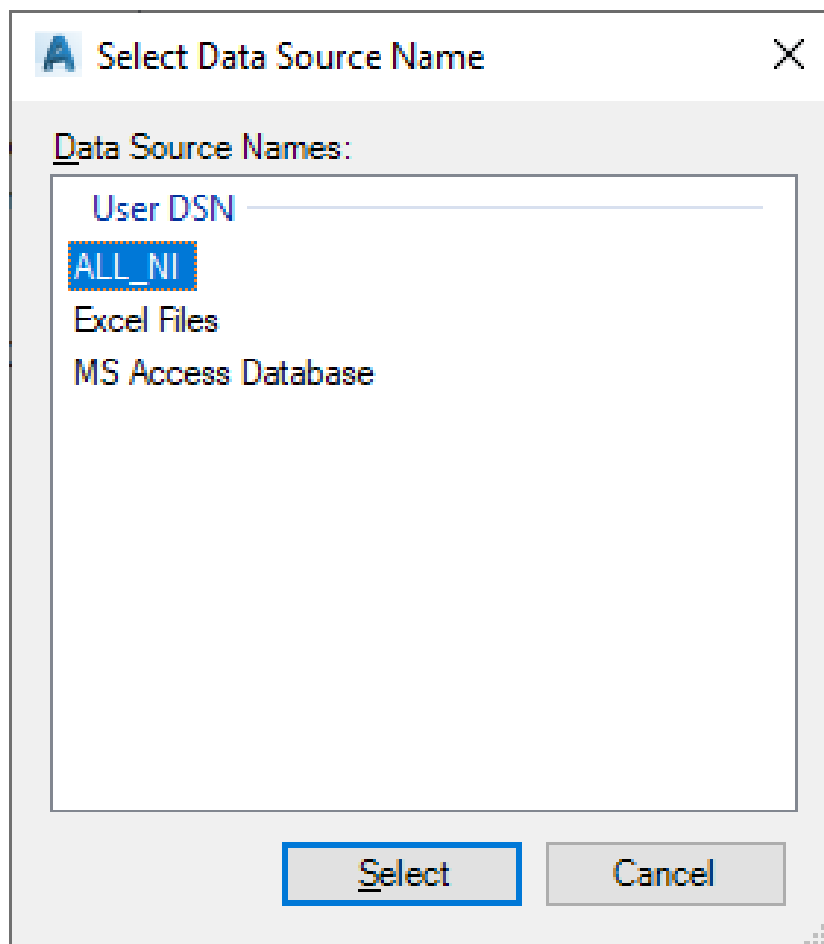 Select Data Source Name
Data Source Names:
User DSN
ALL_NI
Excel Files
MS Access Database
Select
Cancel